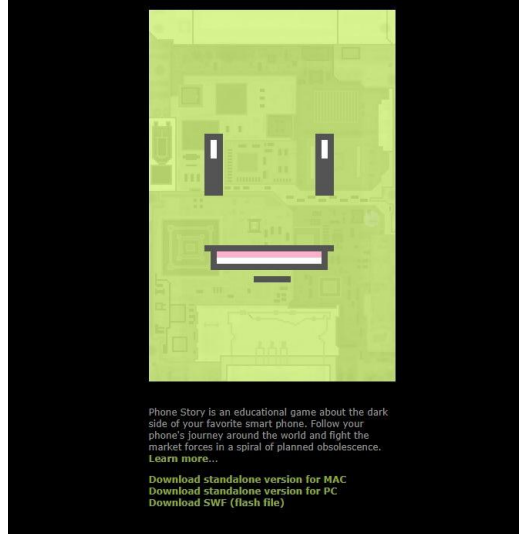 Phone Story is an educational game about the dark
side of your favorite smart phone. Follow your
phone's journey around the world and fight the
market forces in a spiral of planned obsolescence.
Learn more...
Download standalone version for MAC
Download standalone version for PC
Download SWF (flash file)